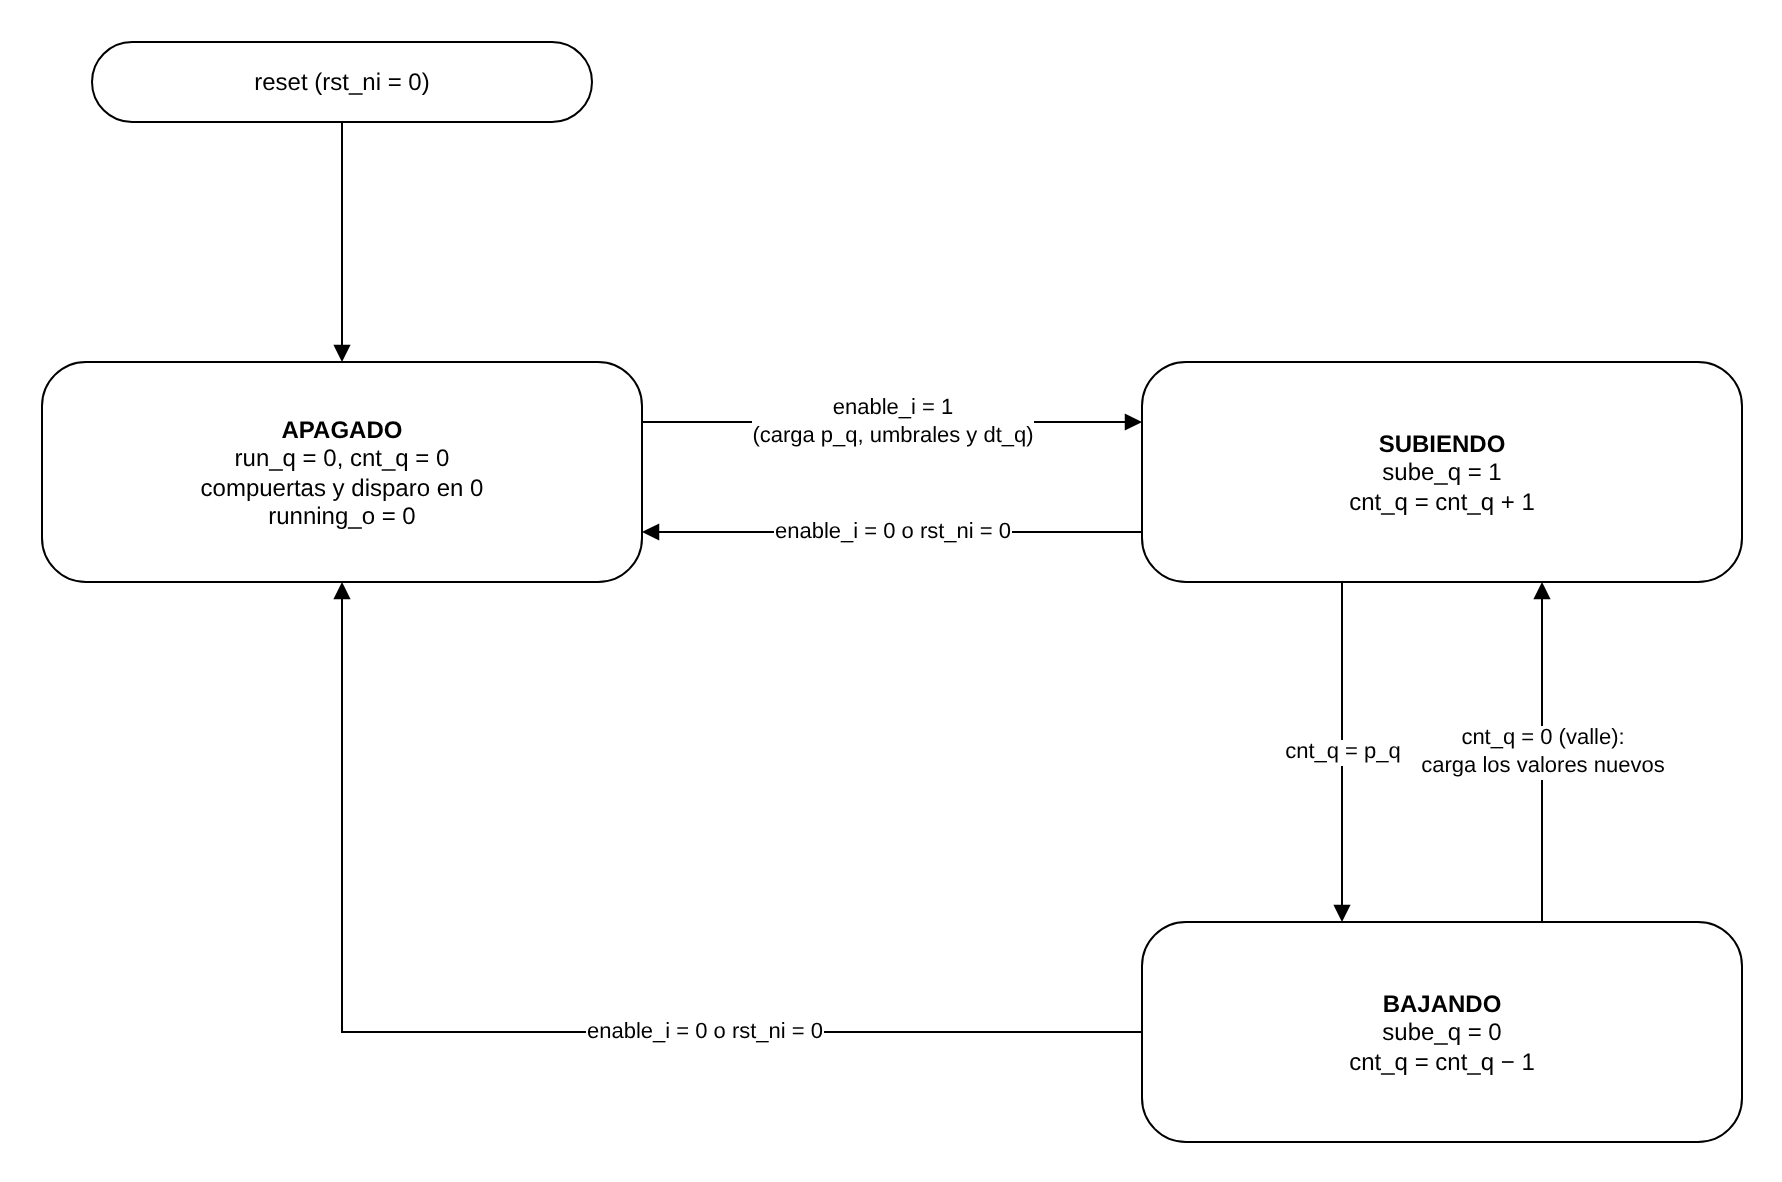 reset (rst_ni = 0)
APAGADO
run_q = 0, cnt_q = 0
compuertas y disparo en 0
running_o = 0
enable_i = 1
(carga p_q, umbrales y dt_q)
enable_i = 0 o rst_ni = 0
SUBIENDO
sube_q = 1
cnt_q = cnt_q + 1
cnt_q = p_q
cnt_q = 0 (valle):
carga los valores nuevos
enable_i = 0 o rst_ni = 0
BAJANDO
sube_q = 0
cnt_q = cnt_q − 1